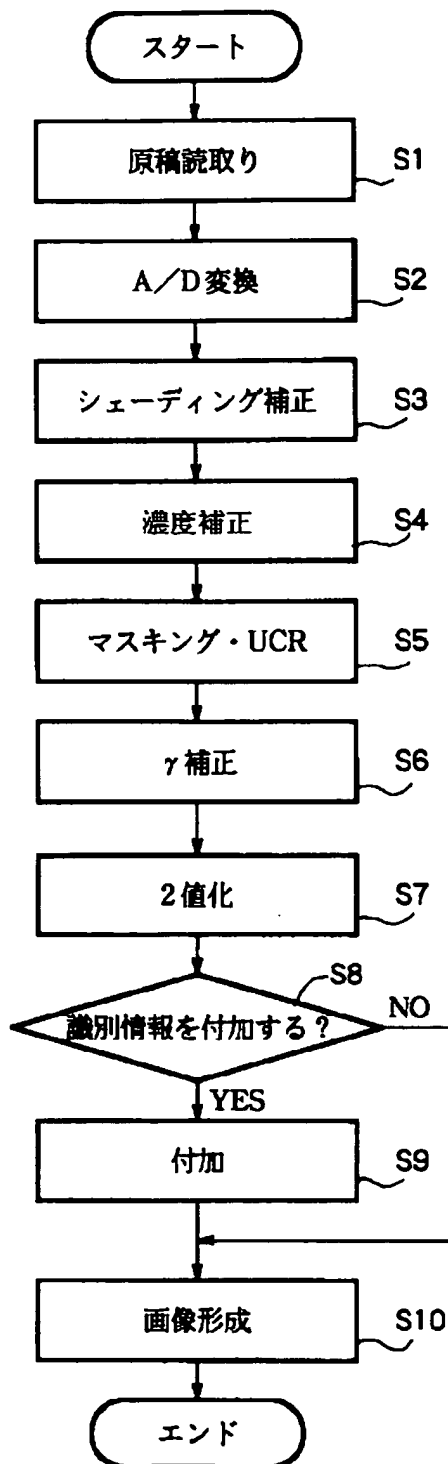 スタート
原稿読取り
S1
A/D変換
S2
シェーディング補正
S3
濃度補正
S4
マスキング・UCR
S5
γ補正
S6
2値化
S7
S8
識別情報を付加する?
NO
YES
付加
S9
画像形成
S10
エンド